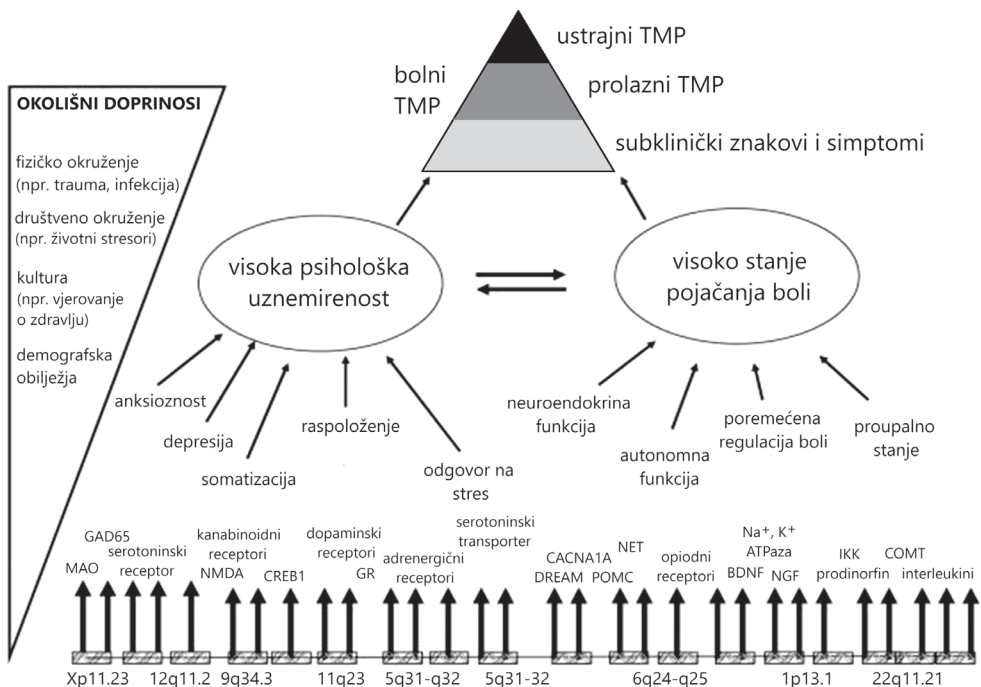 ustrajni TMP
bolni
TMP
prolazni TMP
subklinički znakovi i simptomi
OKOLIŠNI DOPRINOSI
fizičko okruženje
(npr. trauma, infekcija)
društveno okruženje
(npr. životni stresori)
kultura
(npr. vjerovanje
o zdravlju)
demografska
obilježja
visoka psihološka
uznemirenost
visoko stanje
pojačanja boli
anksioznost
depresija
somatizacija
raspoloženje
odgovor na
stres
neuroendokrina
funkcija
autonomna
funkcija
poremećena
regulacija boli
proupalno
stanje
MAO
GAD65
serotoninski
receptor
kanabinoidni
receptori
NMDA
CREB1
dopaminski
receptori
GR
adrenergični
receptori
serotoninski
transporter
CACNA1A
DREAM
POMC
NET
opiodni
receptori
Na⁺, K⁺
ATPaza
BDNF
NGF
IKK
prodinorfin
COMT
interleukini
Xp11.23
12q11.2
9q34.3
11q23
5q31-q32
5q31-32
6q24-q25
1p13.1
22q11.21